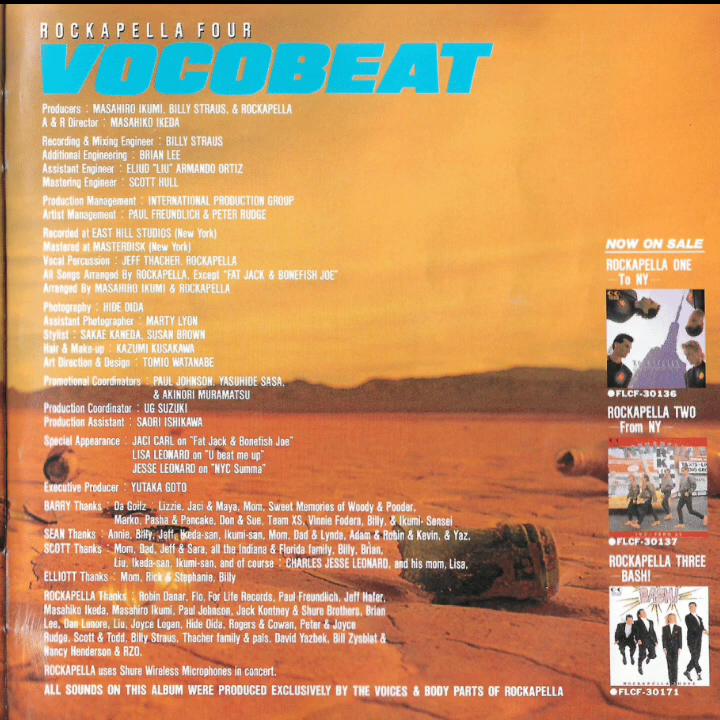 ROCKAPELLA FOUR
VOCOBEAT
Producers : MASAHIRO IKUMI, BILLY STRAUS, & ROCKAPELLA
A & R Director : MASAHIKO IKEDA
Recording & Mixing Engineer : BILLY STRAUS
Additional Engineering : BRIAN LEE
Assistant Engineer : ELIUD "LIU" ARMANDO ORTIZ
Mastering Engineer : SCOTT HULL
Production Management : INTERNATIONAL PRODUCTION GROUP
Artist Management : PAUL FREUNDLICH & PETER RUDGE
Recorded at EAST HILL STUDIOS (New York)
Mastered at MASTERDISK (New York)
Vocal Percussion : JEFF THACHER, ROCKAPELLA
All Songs Arranged By ROCKAPELLA, Except "FAT JACK & BONEFISH JOE"
Arranged By MASAHIRO IKUMI & ROCKAPELLA
Photography : HIDE OIDA
Assistant Photographer : MARTY LYON
Stylist : SAKAE KANEDA, SUSAN BROWN
Hair & Make-up : KAZUMI KUSAKAWA
Art Direction & Design : TOMIO WATANABE
Promotional Coordinators : PAUL JOHNSON, YASUHIDE SASA,
& AKINORI MURAMATSU
Production Coordinator : UG SUZUKI
Production Assistant : SAORI ISHIKAWA
Special Appearance : JACI CARL on "Fat Jack & Bonefish Joe"
LISA LEONARD on "U beat me up"
JESSE LEONARD on "NYC Summa"
Executive Producer : YUTAKA GOTO
BARRY Thanks : Da Goilz : Lizzie, Jaci & Maya, Mom, Sweet Memories of Woody & Pooder,
Marko, Pasha & Pancake, Don & Sue, Team XS, Vinnie Fodera, Billy, & Ikumi- Sensei
SEAN Thanks : Annie, Billy, Jeff, Ikeda-san, Ikumi-san, Mom, Dad & Lynda, Adam & Robin & Kevin, & Yaz,
SCOTT Thanks : Mom, Dad, Jeff & Sara, all the Indiana & Florida family, Billy, Brian,
Liu, Ikeda-san, Ikumi-san, and of course : CHARLES JESSE LEONARD, and his mom, Lisa,
ELLIOTT Thanks : Mom, Rick & Stephanie, Billy
ROCKAPELLA Thanks : Robin Danar, Flo, For Life Records, Paul Freundlich, Jeff Hafer,
Masahiko Ikeda, Masahiro Ikumi, Paul Johnson, Jack Kontney & Shure Brothers, Brian
Lee, Dan Lenore, Liu, Joyce Logan, Hide Oida, Rogers & Cowan, Peter & Joyce
Rudge, Scott & Todd, Billy Straus, Thacher family & pals, David Yazbek, Bill Zysblat &
Nancy Henderson & RZO.
ROCKAPELLA uses Shure Wireless Microphones in concert.
ALL SOUNDS ON THIS ALBUM WERE PRODUCED EXCLUSIVELY BY THE VOICES & BODY PARTS OF ROCKAPELLA
NOW ON SALE
ROCKAPELLA ONE
—To NY—
●FLCF-30136
ROCKAPELLA TWO
—From NY—
●FLCF-30137
ROCKAPELLA THREE
BASH!
BASH!
ROCKAPELLA THREE
●FLCF-30171